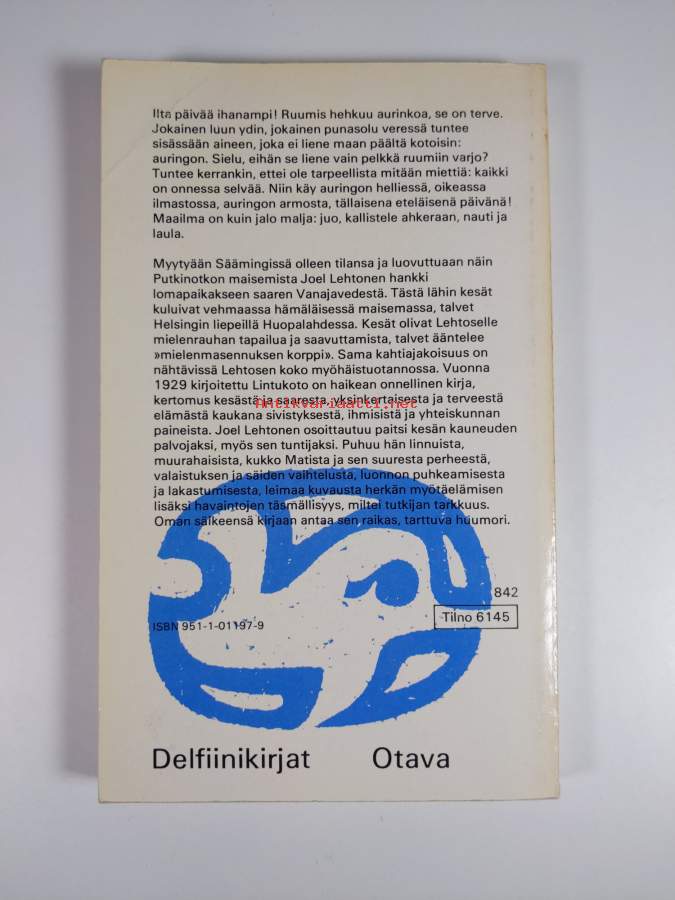 Ilta päivää ihanampi! Ruumis hehkuu aurinkoa, se on terve.
Jokainen luun ydin, jokainen punasolu veressä tuntee
sisässään aineen, joka ei liene maan päältä kotoisin:
auringon. Sielu, eihän se liene vain pelkkä ruumiin varjo?
Tuntee kerrankin, ettei ole tarpeellista mitään miettiä: kaikki
on onnessa selvää. Niin käy auringon helliessä, oikeassa
ilmastossa, auringon armosta, tällaisena eteläisenä päivänä!
Maailma on kuin jalo malja: juo, kallistele ahkeraan, nauti ja
laula.
Myytyään Säämingissä olleen tilansa ja luovuttuaan näin
Putkinotkon maisemista Joel Lehtonen hankki
lomapaikakseen saaren Vanajavedestä. Tästä lähin kesät
kuluivat vehmaassa hämäläisessä maisemassa, talvet
Helsingin liepeillä Huopalahdessa. Kesät olivat Lehtoselle
mielenrauhan tapailua ja saavuttamista, talvet ääntelee
»mielenmasennuksen korppi». Sama kahtiajakoisuus on
nähtävissä Lehtosen koko myöhäistuotannossa. Vuonna
1929 kirjoitettu Lintukoto on haikean onnellinen kirja,
kertomus kesästä ja saaresta, yksinkertaisesta ja terveestä
Antikvariaatti.net
elämästä kaukana sivistyksestä, ihmisistä ja yhteiskunnan
paineista. Joel Lehtonen osoittautuu paitsi kesän kauneuden
palvojaksi, myös sen tuntijaksi. Puhuu hän linnuista,
muurahaisista, kukko Matista ja sen suuresta perheestä,
valaistuksen ja säiden vaihtelusta, luonnon puhkeamisesta
ja lakastumisesta, leimaa kuvausta herkän myötäelämisen
lisäksi havaintojen täsmällisyys, miltei tutkijan tarkkuus.
Oman säikeensä kirjaan antaa sen raikas, tarttuva huumori.
842
ISBN 951-1-01197-9
Tilno 6145
Delfiinikirjat Otava